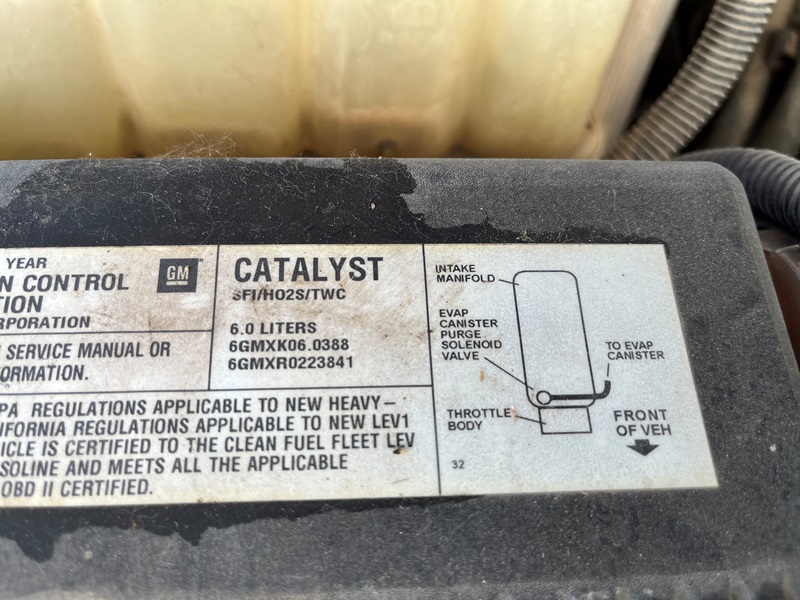 YEAR
N CONTROL
TION
RPORATION
GM
SERVICE MANUAL OR
ORMATION.
CATALYST
SFI/HO2S/TWC
6.0 LITERS
6GMXK06.0388
6GMXR0223841
PA REGULATIONS APPLICABLE TO NEW HEAVY–
IFORNIA REGULATIONS APPLICABLE TO NEW LEV1
ICLE IS CERTIFIED TO THE CLEAN FUEL FLEET LEV
ASOLINE AND MEETS ALL THE APPLICABLE
OBD II CERTIFIED.
INTAKE
MANIFOLD
EVAP
CANISTER
PURGE
SOLENOID
VALVE
TO EVAP
CANISTER
THROTTLE
BODY
FRONT
OF VEH
32